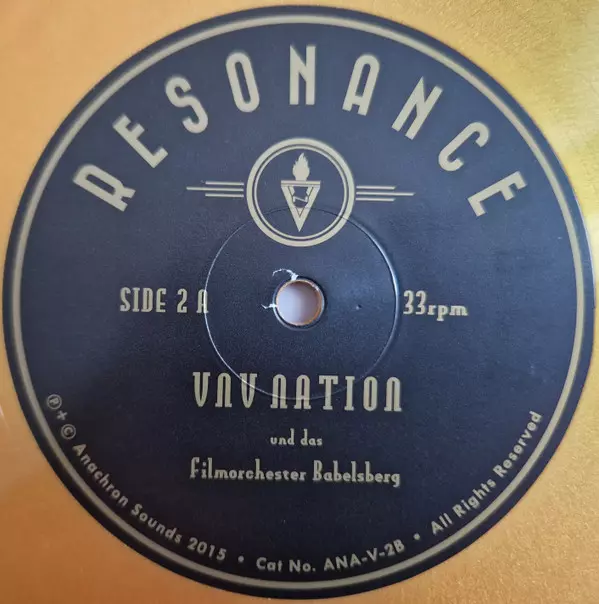 RESONANCE
SIDE 2 A
33rpm
VNV NATION
und das
Filmorchester Babelsberg
℗ + © Anachron Sounds 2015 • Cat No. ANA-V-2B • All Rights Reserved